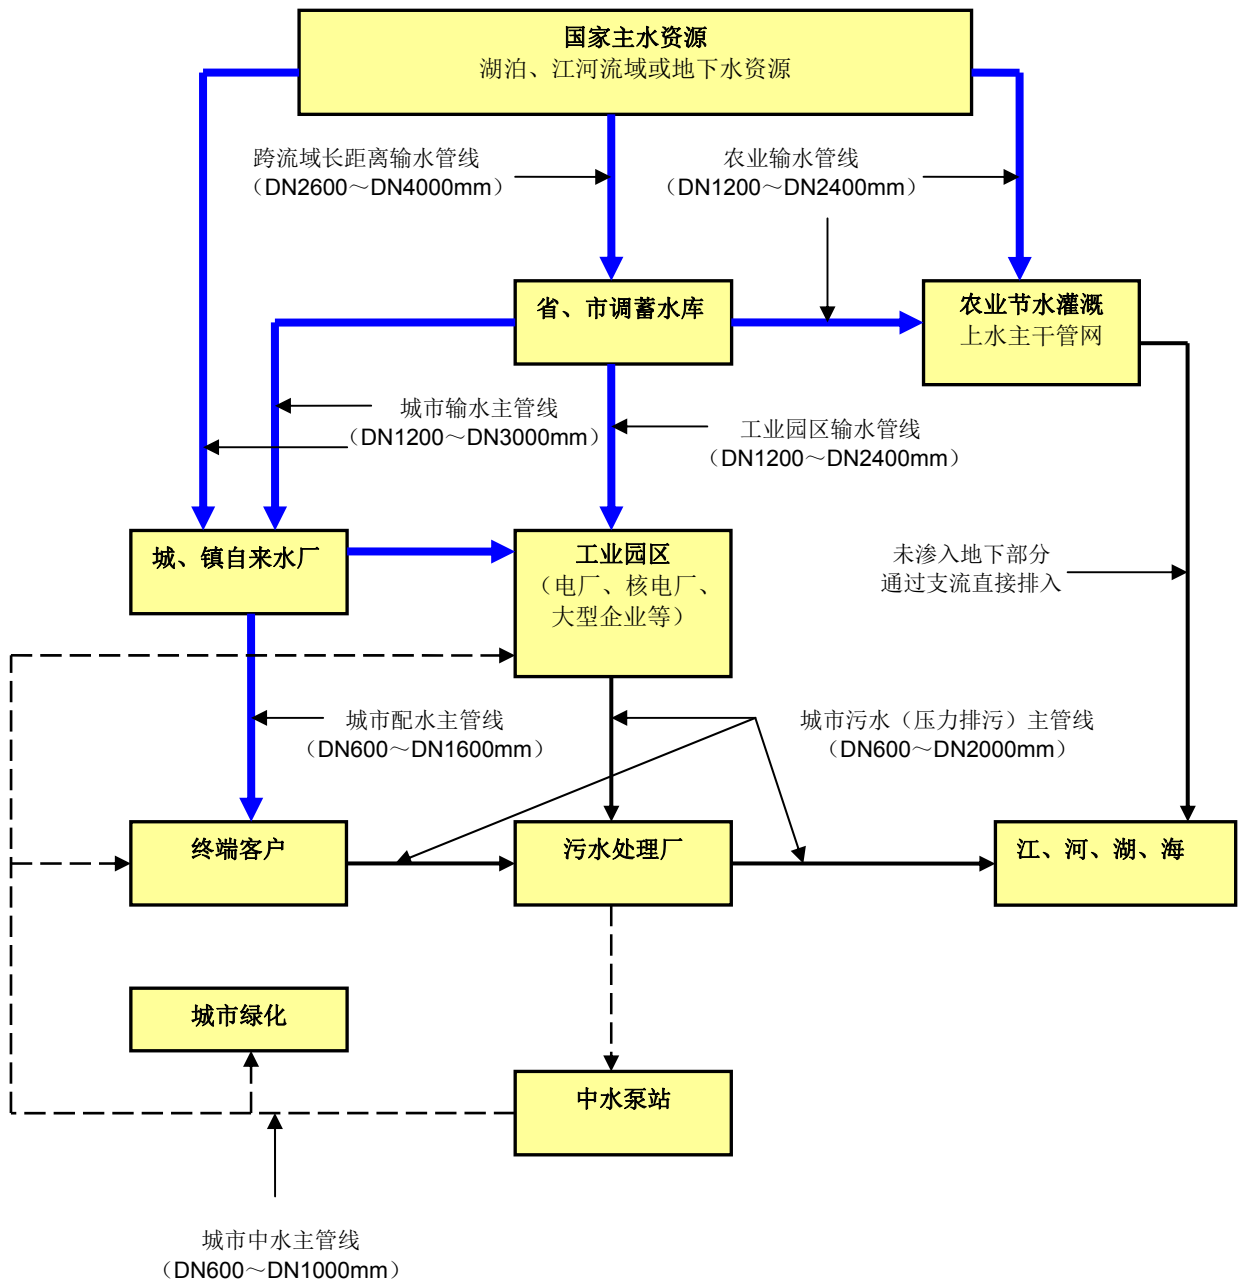 国家主水资源
湖泊、江河流域或地下水资源
跨流域长距离输水管线
（DN2600～DN4000mm）
农业输水管线
（DN1200～DN2400mm）
省、市调蓄水库
农业节水灌溉
上水主干管网
城市输水主管线
（DN1200～DN3000mm）
工业园区输水管线
（DN1200～DN2400mm）
城、镇自来水厂
工业园区
（电厂、核电厂、
大型企业等）
未渗入地下部分
通过支流直接排入
城市配水主管线
（DN600～DN1600mm）
城市污水（压力排污）主管线
（DN600～DN2000mm）
终端客户
污水处理厂
江、河、湖、海
城市绿化
中水泵站
城市中水主管线
（DN600～DN1000mm）